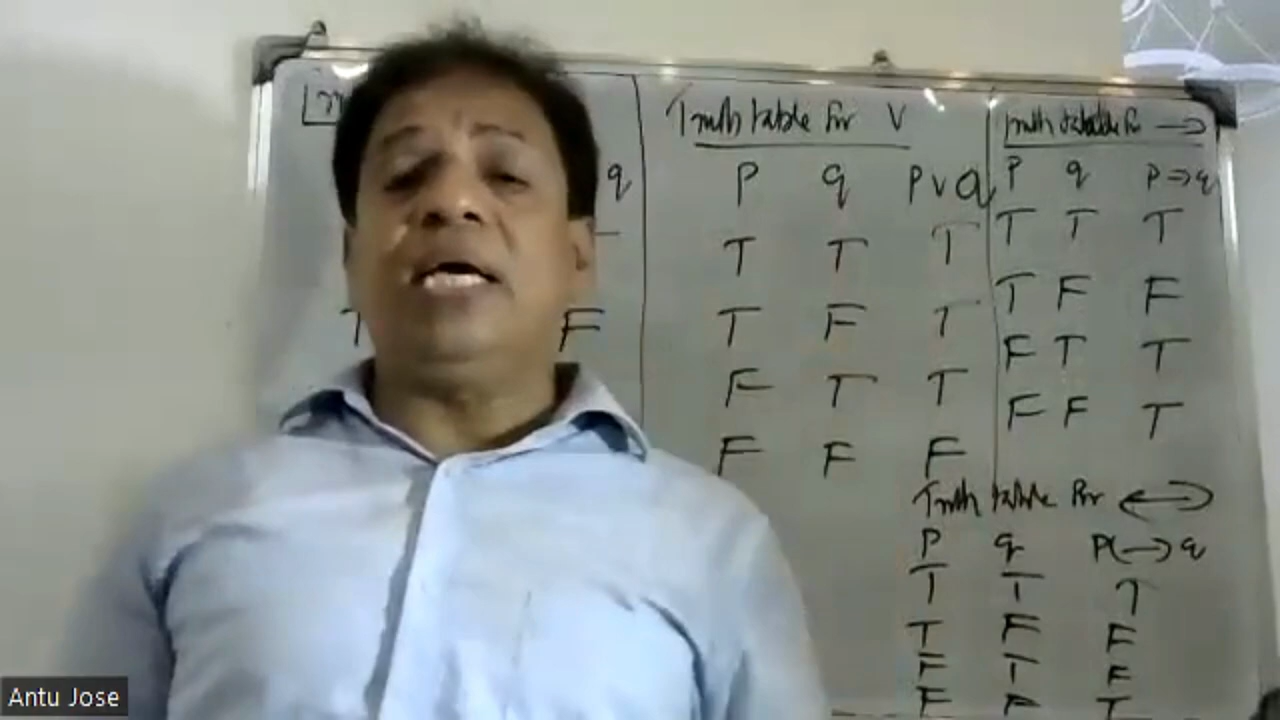 q
T F
Truth table for V
P q P v q
T T T
T F T
F T T
F F F
Truth table for →
P q P → q
T T T
T F F
F T T
F F T
Truth table for ↔
P q P ↔ q
T T T
T F F
F T F
F F T
Antu Jose